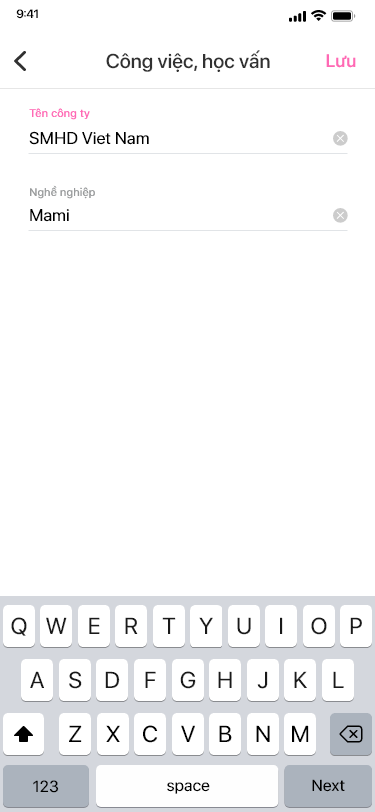 9:41
Công việc, học vấn
Lưu
Tên công ty
SMHD Viet Nam
Nghề nghiệp
Mami
Q W E R T Y U I O P
A S D F G H J K L
Z X C V B N M
123 space Next